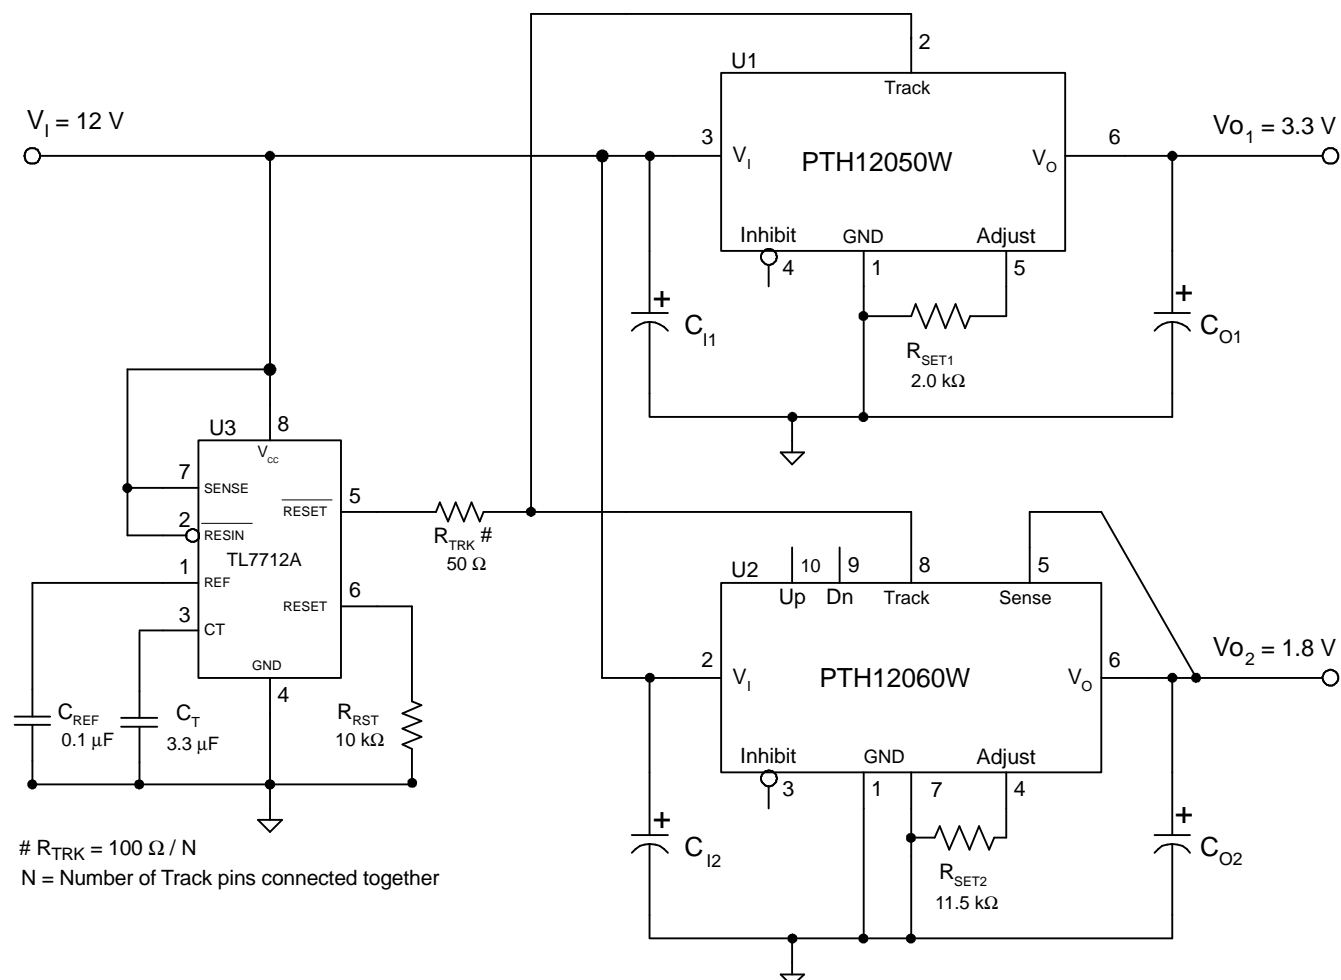 2
U1
Track
V_I = 12 V
3
6
Vo_1 = 3.3 V
V_I
PTH12050W
V_O
Inhibit
GND
Adjust
4
1
5
+
+
C_I1
C_O1
R_SET1
2.0 kΩ
U3
8
V_CC
7
SENSE
5
RESET
2
RESIN
R_TRK #
50 Ω
TL7712A
1
REF
6
RESET
3
CT
GND
4
U2
10
9
8
5
Up
Dn
Track
Sense
2
6
Vo_2 = 1.8 V
V_I
PTH12060W
V_O
C_REF
0.1 μF
C_T
3.3 μF
R_RST
10 kΩ
Inhibit
GND
Adjust
3
1
7
4
+
+
C_I2
C_O2
R_SET2
11.5 kΩ
# R_TRK = 100 Ω / N
N = Number of Track pins connected together